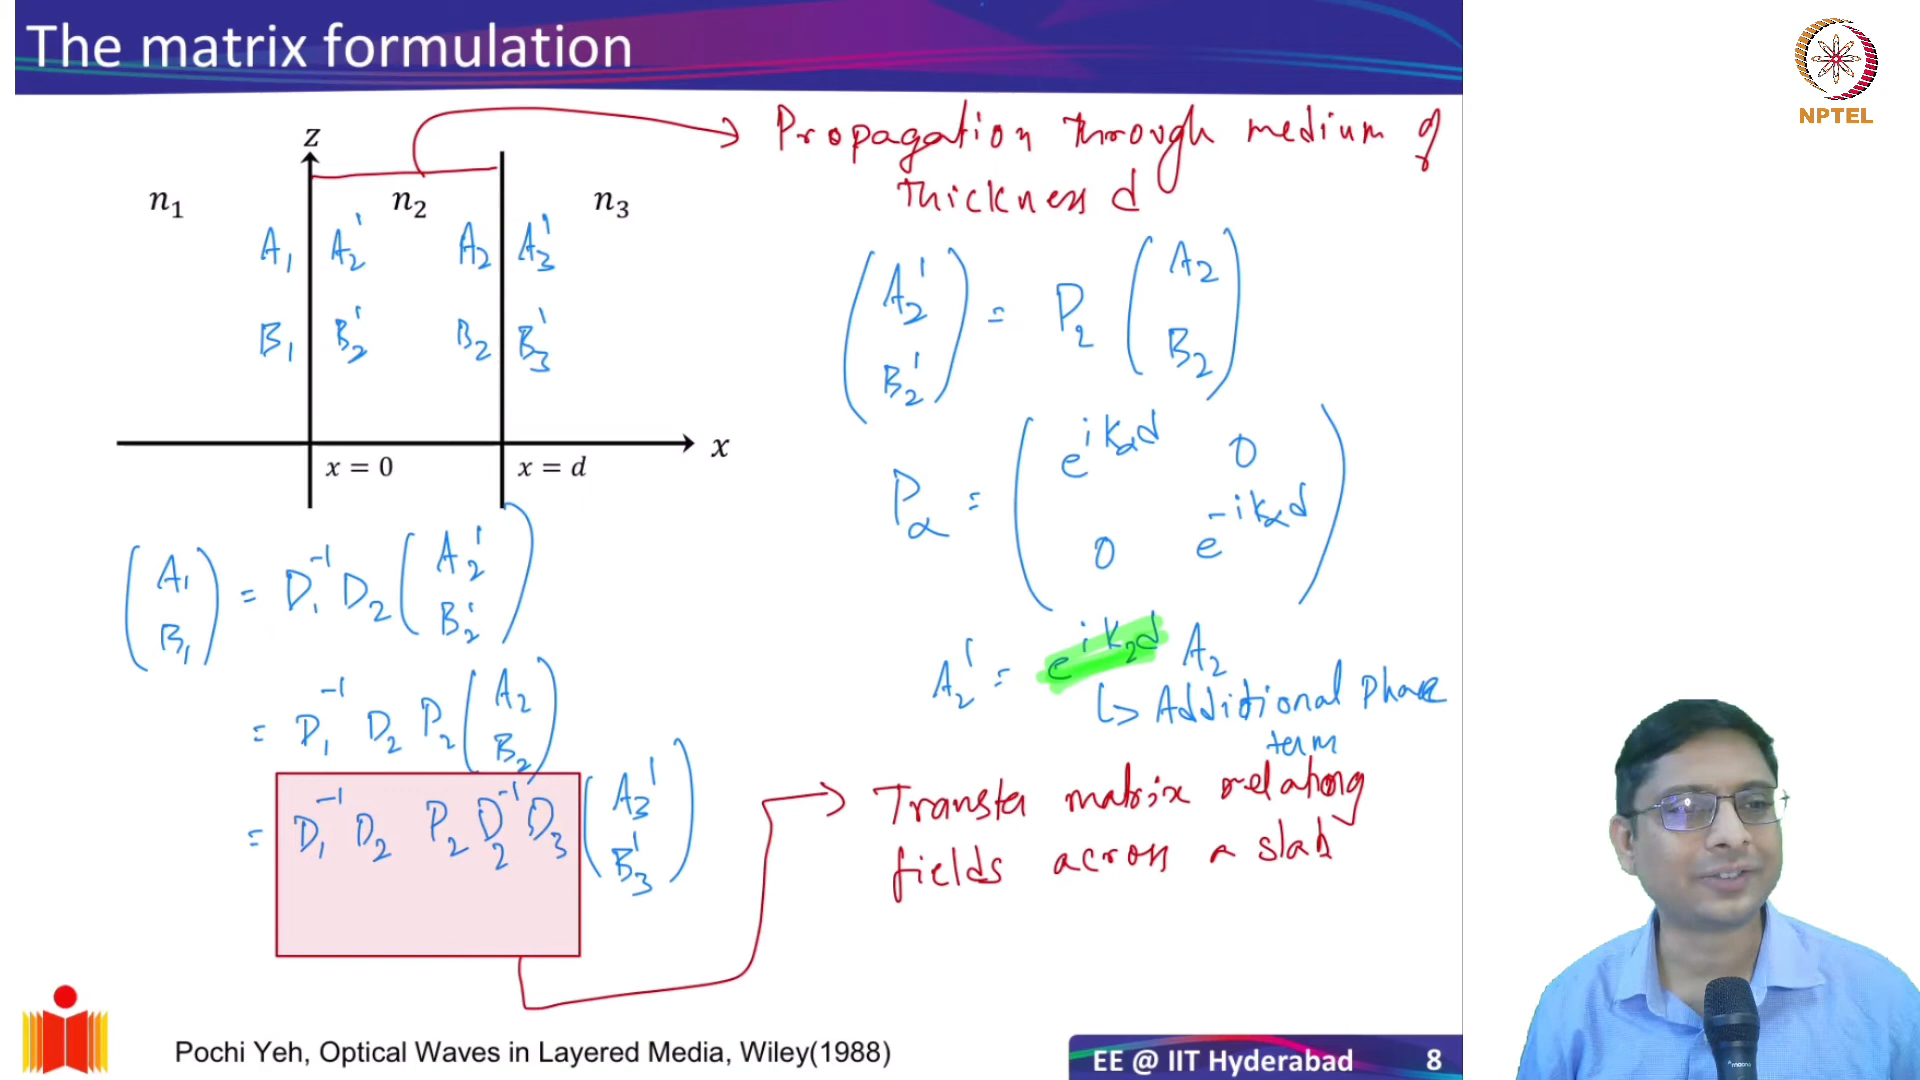 The matrix formulation
NPTEL
z
n₁ n₂ n₃
A₁ A₂' A₂ A₃'
B₁ B₂' B₂ B₃'
x = 0 x = d x
Propagation through medium of
thickness d
(A₂' B₂') = P₂ (A₂ B₂)
P_α = (e^{ik_αd} 0
0 e^{-ik_αd})
A₂' = e^{ik₂d} A₂
↳ Additional phase
term
(A₁ B₁) = D₁⁻¹ D₂ (A₂' B₂')
= D₁⁻¹ D₂ P₂ (A₂ B₂)
= D₁⁻¹ D₂ P₂ D₂⁻¹ D₃ (A₃' B₃')
Transfer matrix relating
fields across a slab
Pochi Yeh, Optical Waves in Layered Media, Wiley(1988)
EE @ IIT Hyderabad 8